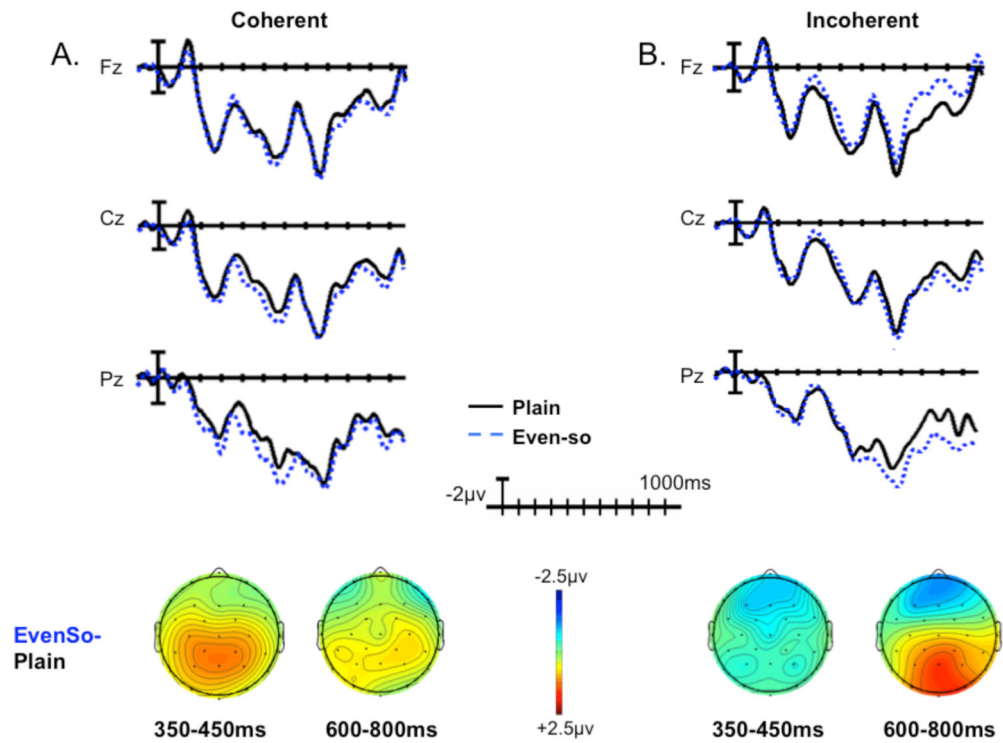 Coherent
Incoherent
A.
B.
Fz
Fz
Cz
Cz
Pz
Pz
Plain
Even-so
-2μv
1000ms
-2.5μv
EvenSo-
Plain
+2.5μv
350-450ms
600-800ms
350-450ms
600-800ms